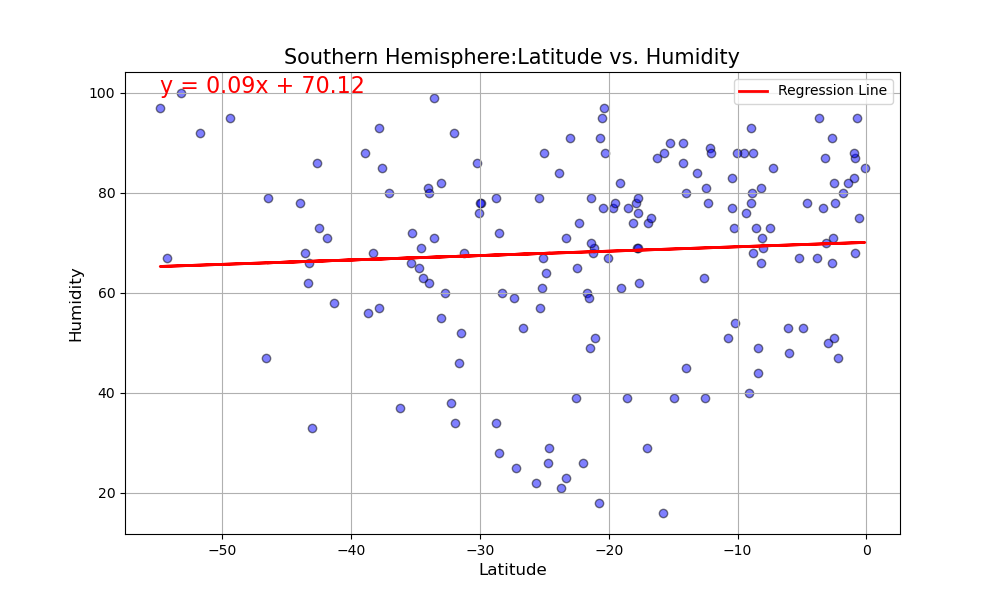 Southern Hemisphere:Latitude vs. Humidity
y = 0.09x + 70.12
Regression Line
100
80
60
40
20
Humidity
−50
−40
−30
−20
−10
0
Latitude